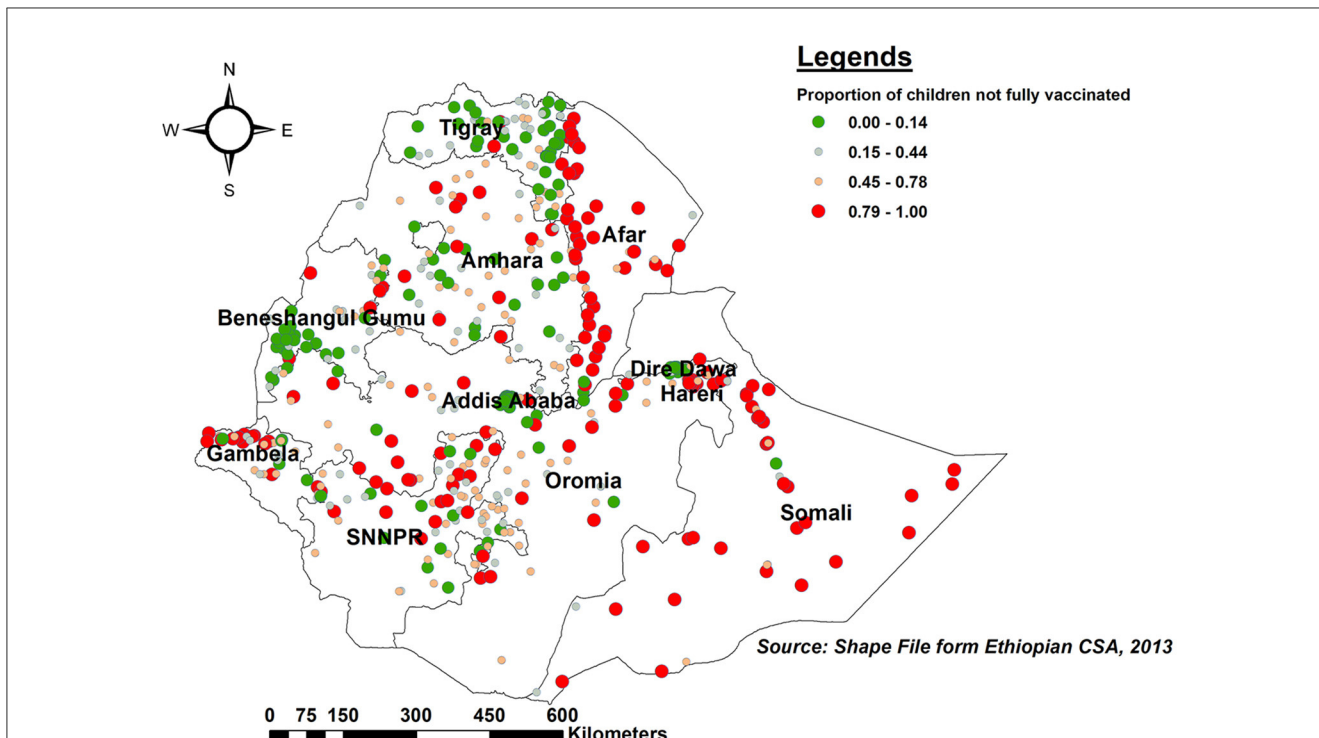 Legends
Proportion of children not fully vaccinated
0.00 - 0.14
0.15 - 0.44
0.45 - 0.78
0.79 - 1.00
N
W
E
S
Tigray
Afar
Amhara
Beneshangul Gumu
Dire Dawa
Hareri
Addis Ababa
Gambela
Oromia
Somali
SNNPR
Source: Shape File form Ethiopian CSA, 2013
0 75 150 300 450 600
Kilometers